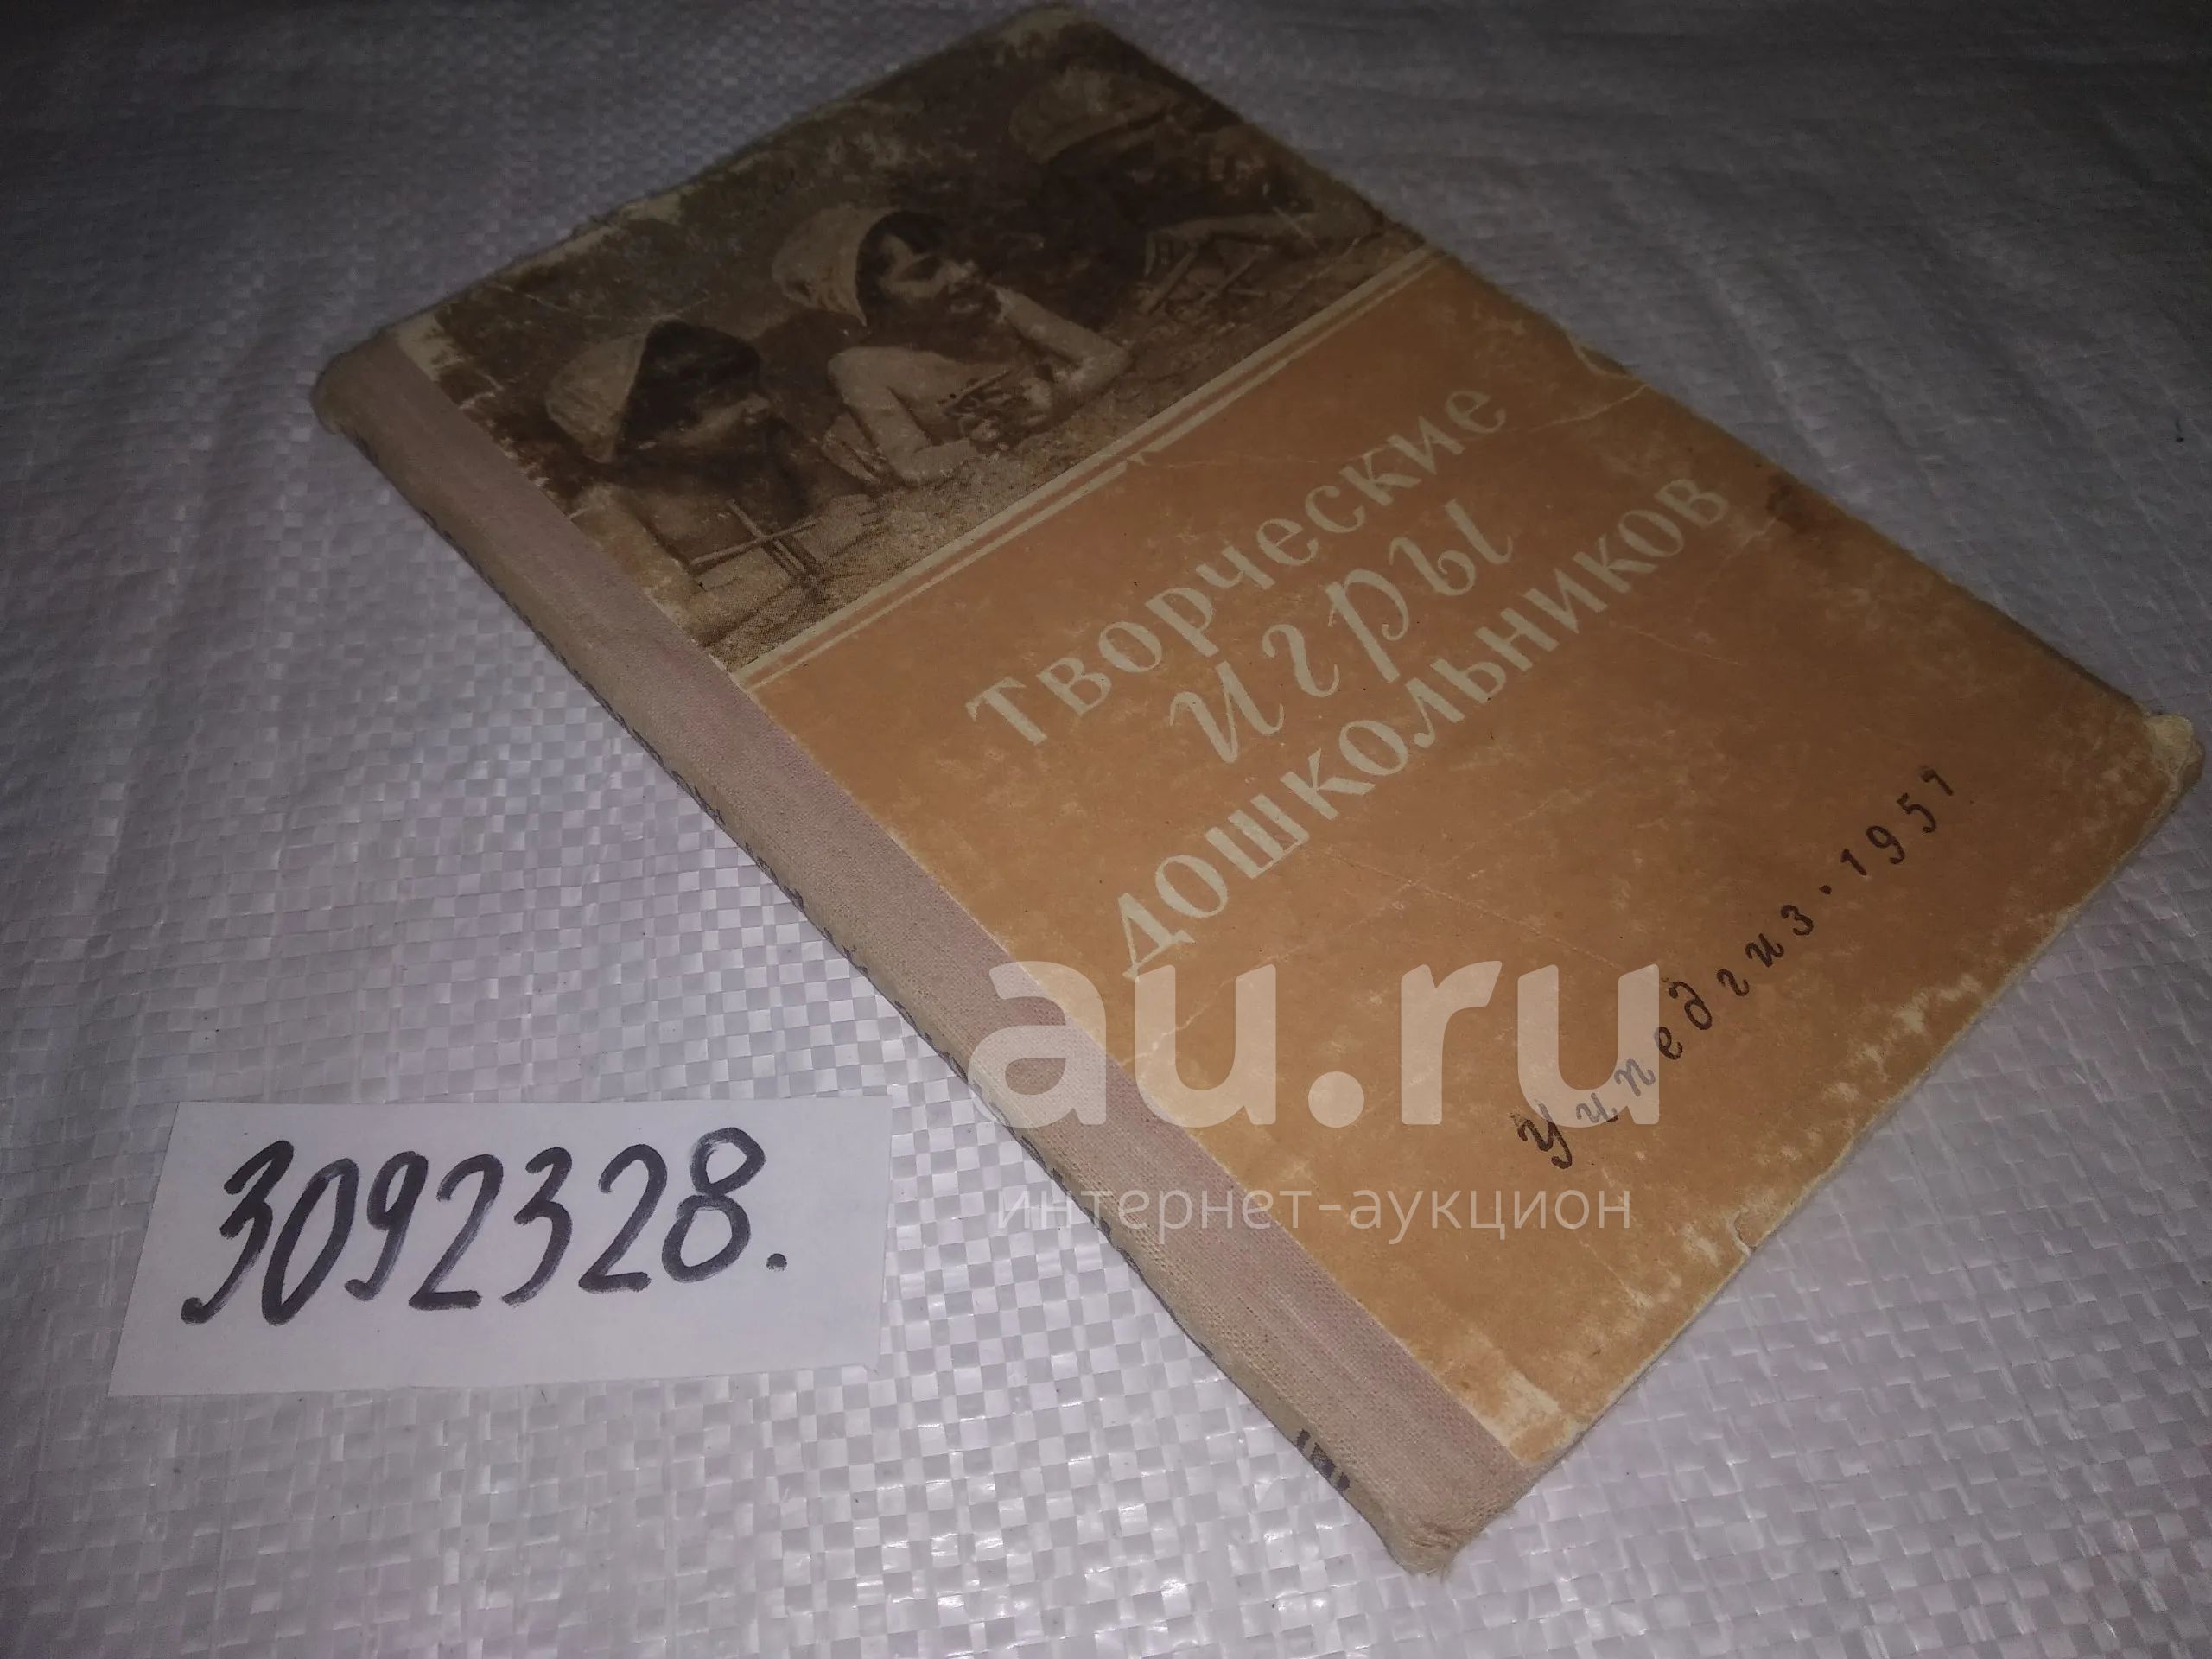 Творческие
игры
дошкольников
Учпедгиз·1951
au.ru
интернет-аукцион
3092328.